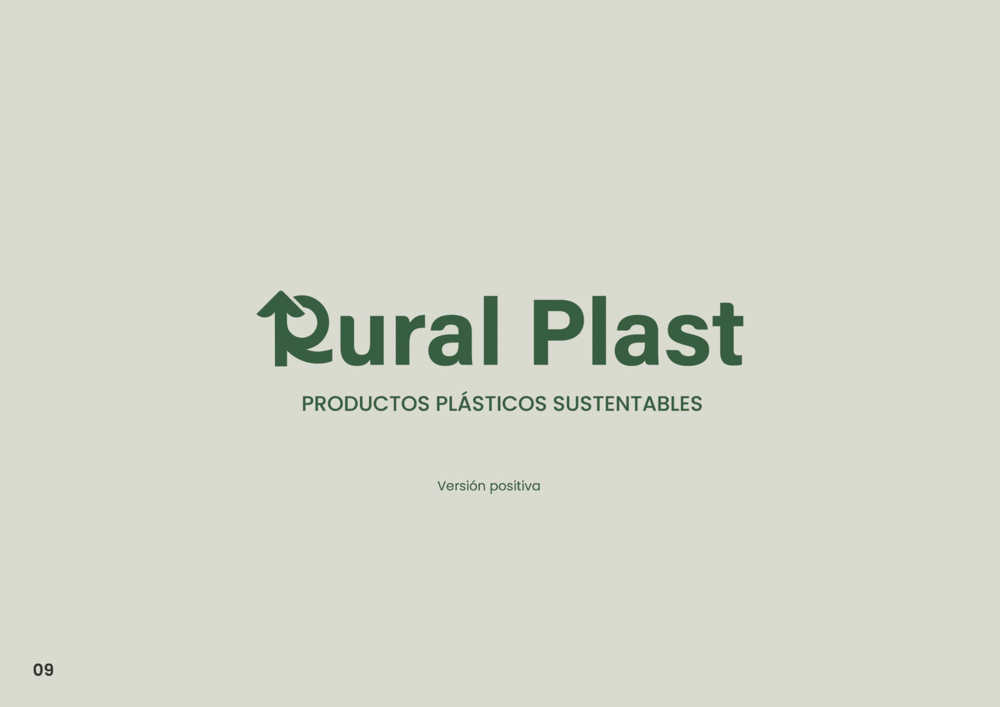 Rural Plast
PRODUCTOS PLÁSTICOS SUSTENTABLES
Versión positiva
09